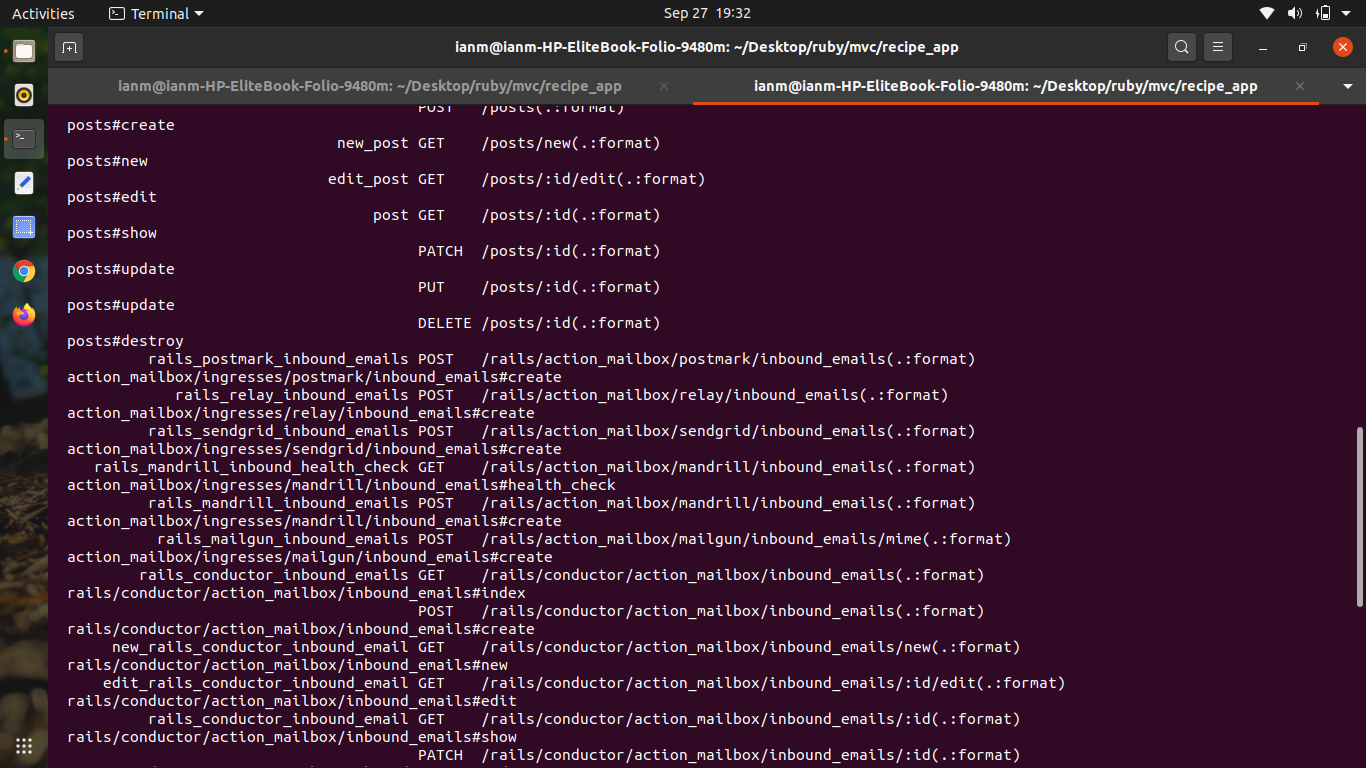 Activities Terminal Sep 27 19:32
ianm@ianm-HP-EliteBook-Folio-9480m: ~/Desktop/ruby/mvc/recipe_app
ianm@ianm-HP-EliteBook-Folio-9480m: ~/Desktop/ruby/mvc/recipe_app × ianm@ianm-HP-EliteBook-Folio-9480m: ~/Desktop/ruby/mvc/recipe_app ×
POST /posts(.:format)
posts#create
new_post GET /posts/new(.:format)
posts#new
edit_post GET /posts/:id/edit(.:format)
posts#edit
post GET /posts/:id(.:format)
posts#show
PATCH /posts/:id(.:format)
posts#update
PUT /posts/:id(.:format)
posts#update
DELETE /posts/:id(.:format)
posts#destroy
rails_postmark_inbound_emails POST /rails/action_mailbox/postmark/inbound_emails(.:format)
action_mailbox/ingresses/postmark/inbound_emails#create
rails_relay_inbound_emails POST /rails/action_mailbox/relay/inbound_emails(.:format)
action_mailbox/ingresses/relay/inbound_emails#create
rails_sendgrid_inbound_emails POST /rails/action_mailbox/sendgrid/inbound_emails(.:format)
action_mailbox/ingresses/sendgrid/inbound_emails#create
rails_mandrill_inbound_health_check GET /rails/action_mailbox/mandrill/inbound_emails(.:format)
action_mailbox/ingresses/mandrill/inbound_emails#health_check
rails_mandrill_inbound_emails POST /rails/action_mailbox/mandrill/inbound_emails(.:format)
action_mailbox/ingresses/mandrill/inbound_emails#create
rails_mailgun_inbound_emails POST /rails/action_mailbox/mailgun/inbound_emails/mime(.:format)
action_mailbox/ingresses/mailgun/inbound_emails#create
rails_conductor_inbound_emails GET /rails/conductor/action_mailbox/inbound_emails(.:format)
rails/conductor/action_mailbox/inbound_emails#index
POST /rails/conductor/action_mailbox/inbound_emails(.:format)
rails/conductor/action_mailbox/inbound_emails#create
new_rails_conductor_inbound_email GET /rails/conductor/action_mailbox/inbound_emails/new(.:format)
rails/conductor/action_mailbox/inbound_emails#new
edit_rails_conductor_inbound_email GET /rails/conductor/action_mailbox/inbound_emails/:id/edit(.:format)
rails/conductor/action_mailbox/inbound_emails#edit
rails_conductor_inbound_email GET /rails/conductor/action_mailbox/inbound_emails/:id(.:format)
rails/conductor/action_mailbox/inbound_emails#show
PATCH /rails/conductor/action_mailbox/inbound_emails/:id(.:format)